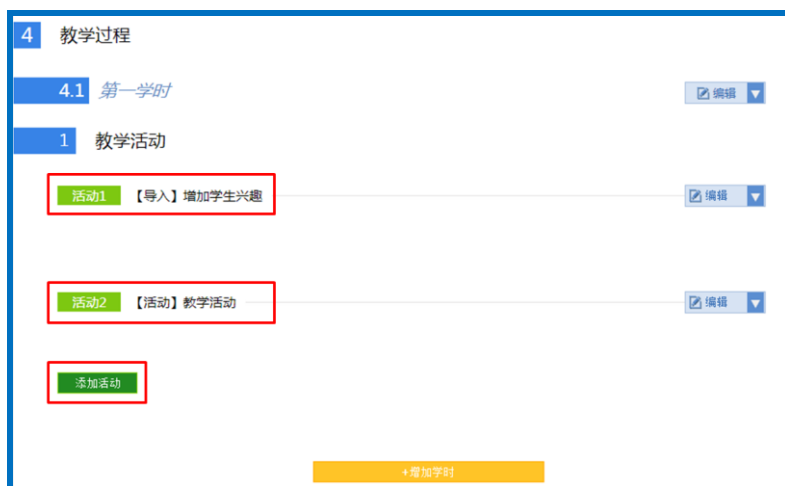 4 教学过程
4.1 第一学时 编辑
1 教学活动
活动1 【导入】增加学生兴趣 编辑
活动2 【活动】教学活动 编辑
添加活动
+增加学时